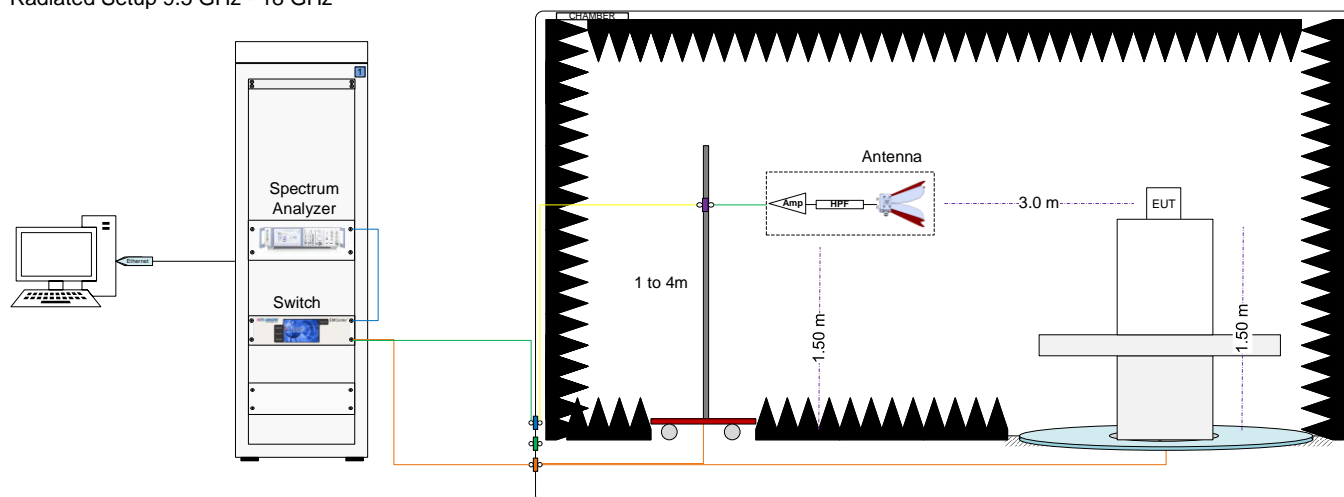 Radiated Setup 9.5 GHz - 18 GHz
CHAMBER
1
Antenna
Spectrum
Analyzer
Amp
HPF
3.0 m
EUT
Ethernet
1 to 4m
Switch
1.50 m
1.50 m